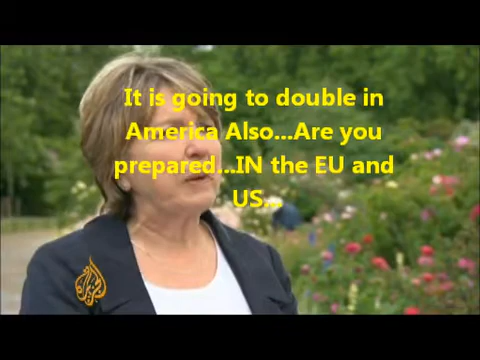 It is going to double in
America Also...Are you
prepared...IN the EU and
US...